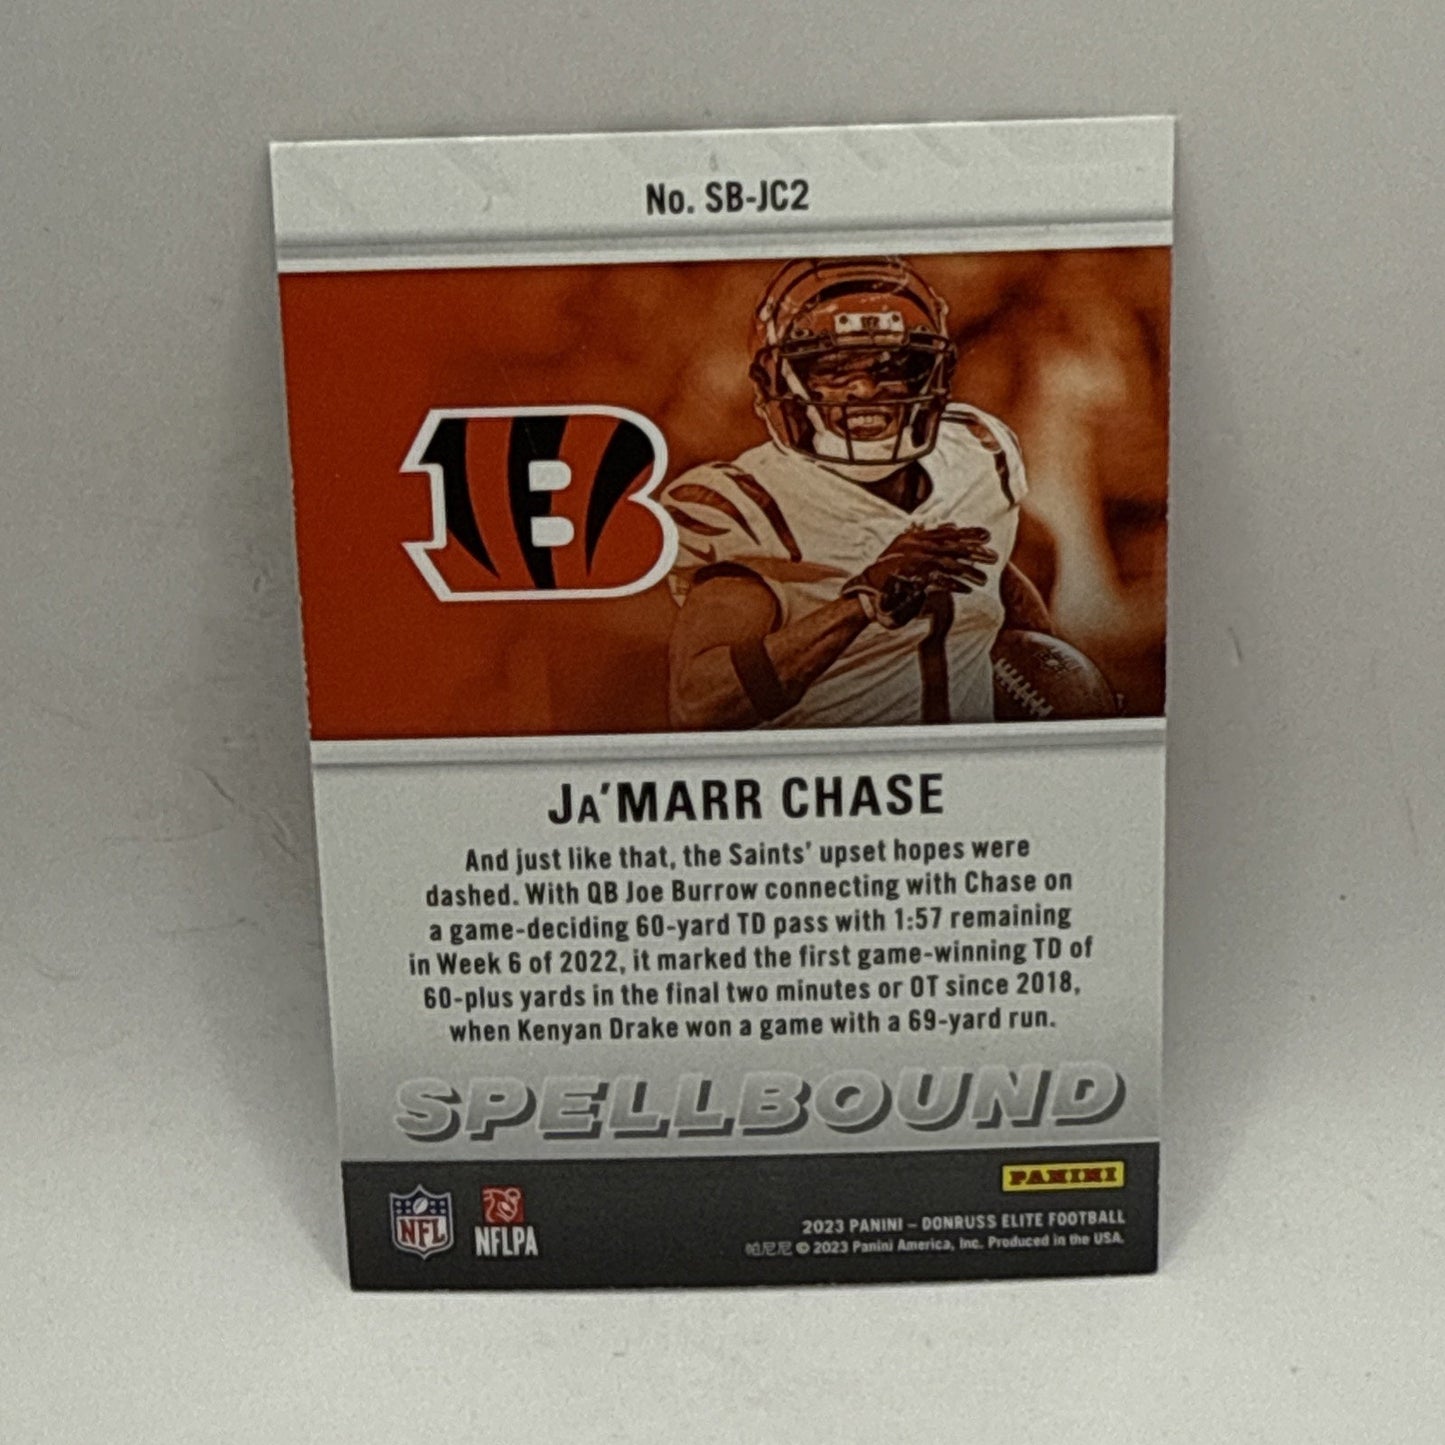 No. SB-JC2
B
JA'MARR CHASE
And just like that, the Saints' upset hopes were
dashed. With QB Joe Burrow connecting with Chase on
a game-deciding 60-yard TD pass with 1:57 remaining
in Week 6 of 2022, it marked the first game-winning TD of
60-plus yards in the final two minutes or OT since 2018,
when Kenyan Drake won a game with a 69-yard run.
SPELLBOUND
PANINI
NFL
NFLPA
2023 PANINI – DONRUSS ELITE FOOTBALL
帕尼尼 © 2023 Panini America, Inc. Produced in the USA.